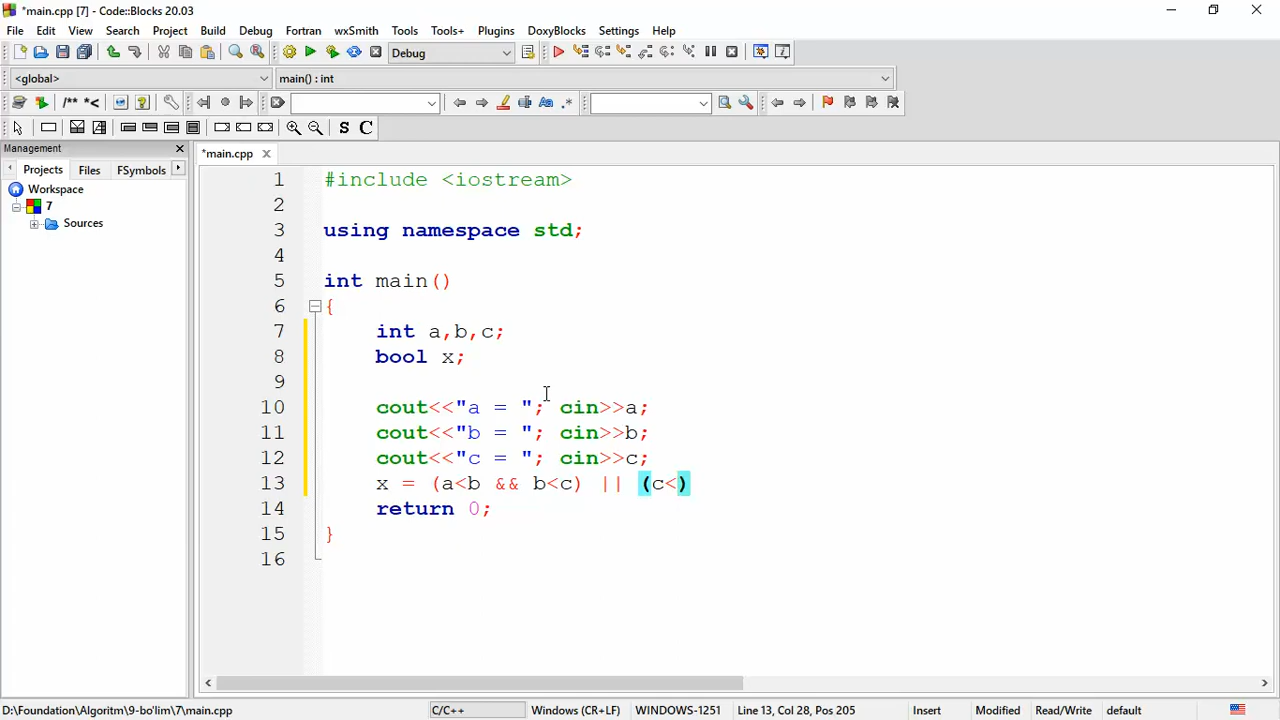 *main.cpp [7] - Code::Blocks 20.03
File Edit View Search Project Build Debug Fortran wxSmith Tools Tools+ Plugins DoxyBlocks Settings Help
Debug
<global> main() : int
/** *<
S C
Management
Projects Files FSymbols
*main.cpp
Workspace
7
Sources
1 #include <iostream>
2
3 using namespace std;
4
5 int main()
6 {
7 int a,b,c;
8 bool x;
9
10 cout<<"a = "; cin>>a;
11 cout<<"b = "; cin>>b;
12 cout<<"c = "; cin>>c;
13 x = (a<b && b<c) || (c<)
14 return 0;
15 }
16
D:\Foundation\Algoritm\9-bo'lim\7\main.cpp C/C++ Windows (CR+LF) WINDOWS-1251 Line 13, Col 28, Pos 205 Insert Modified Read/Write default